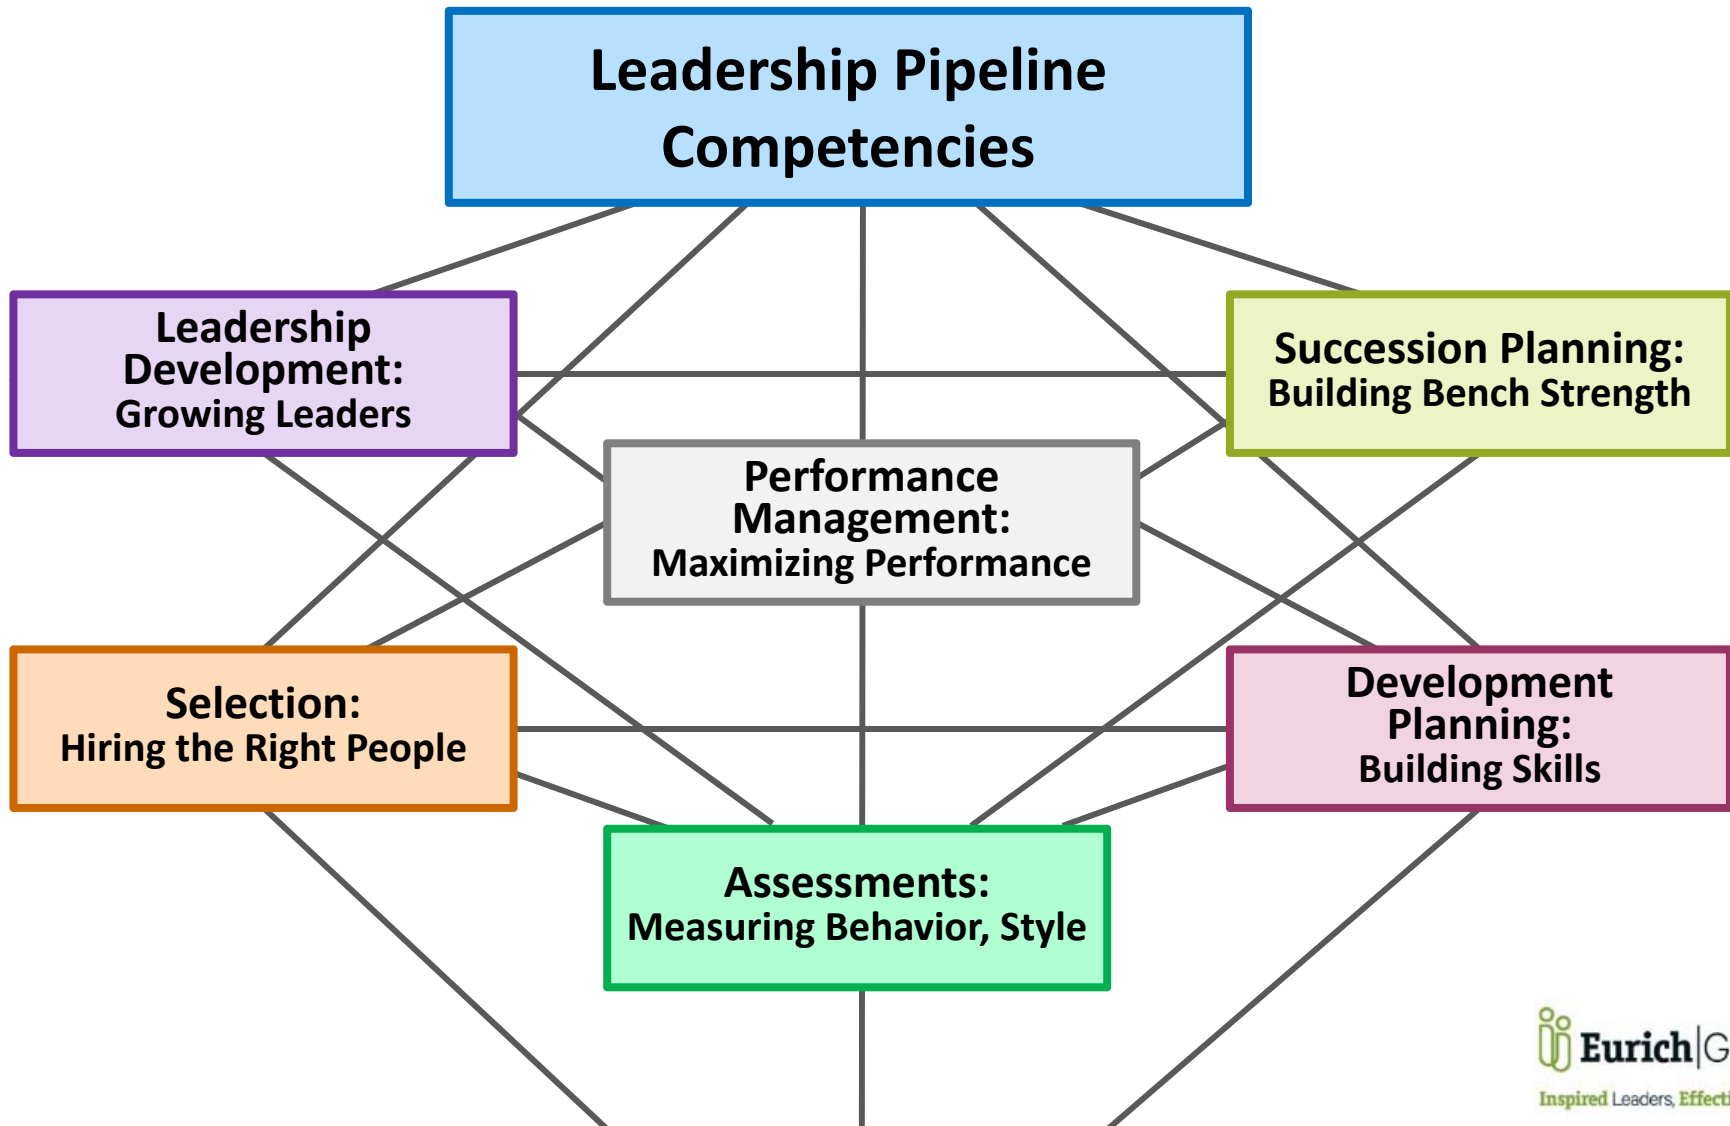 Leadership Pipeline
Competencies
Leadership
Development:
Growing Leaders
Succession Planning:
Building Bench Strength
Performance
Management:
Maximizing Performance
Selection:
Hiring the Right People
Development
Planning:
Building Skills
Assessments:
Measuring Behavior, Style
Eurich|G
Inspired Leaders, Effecti